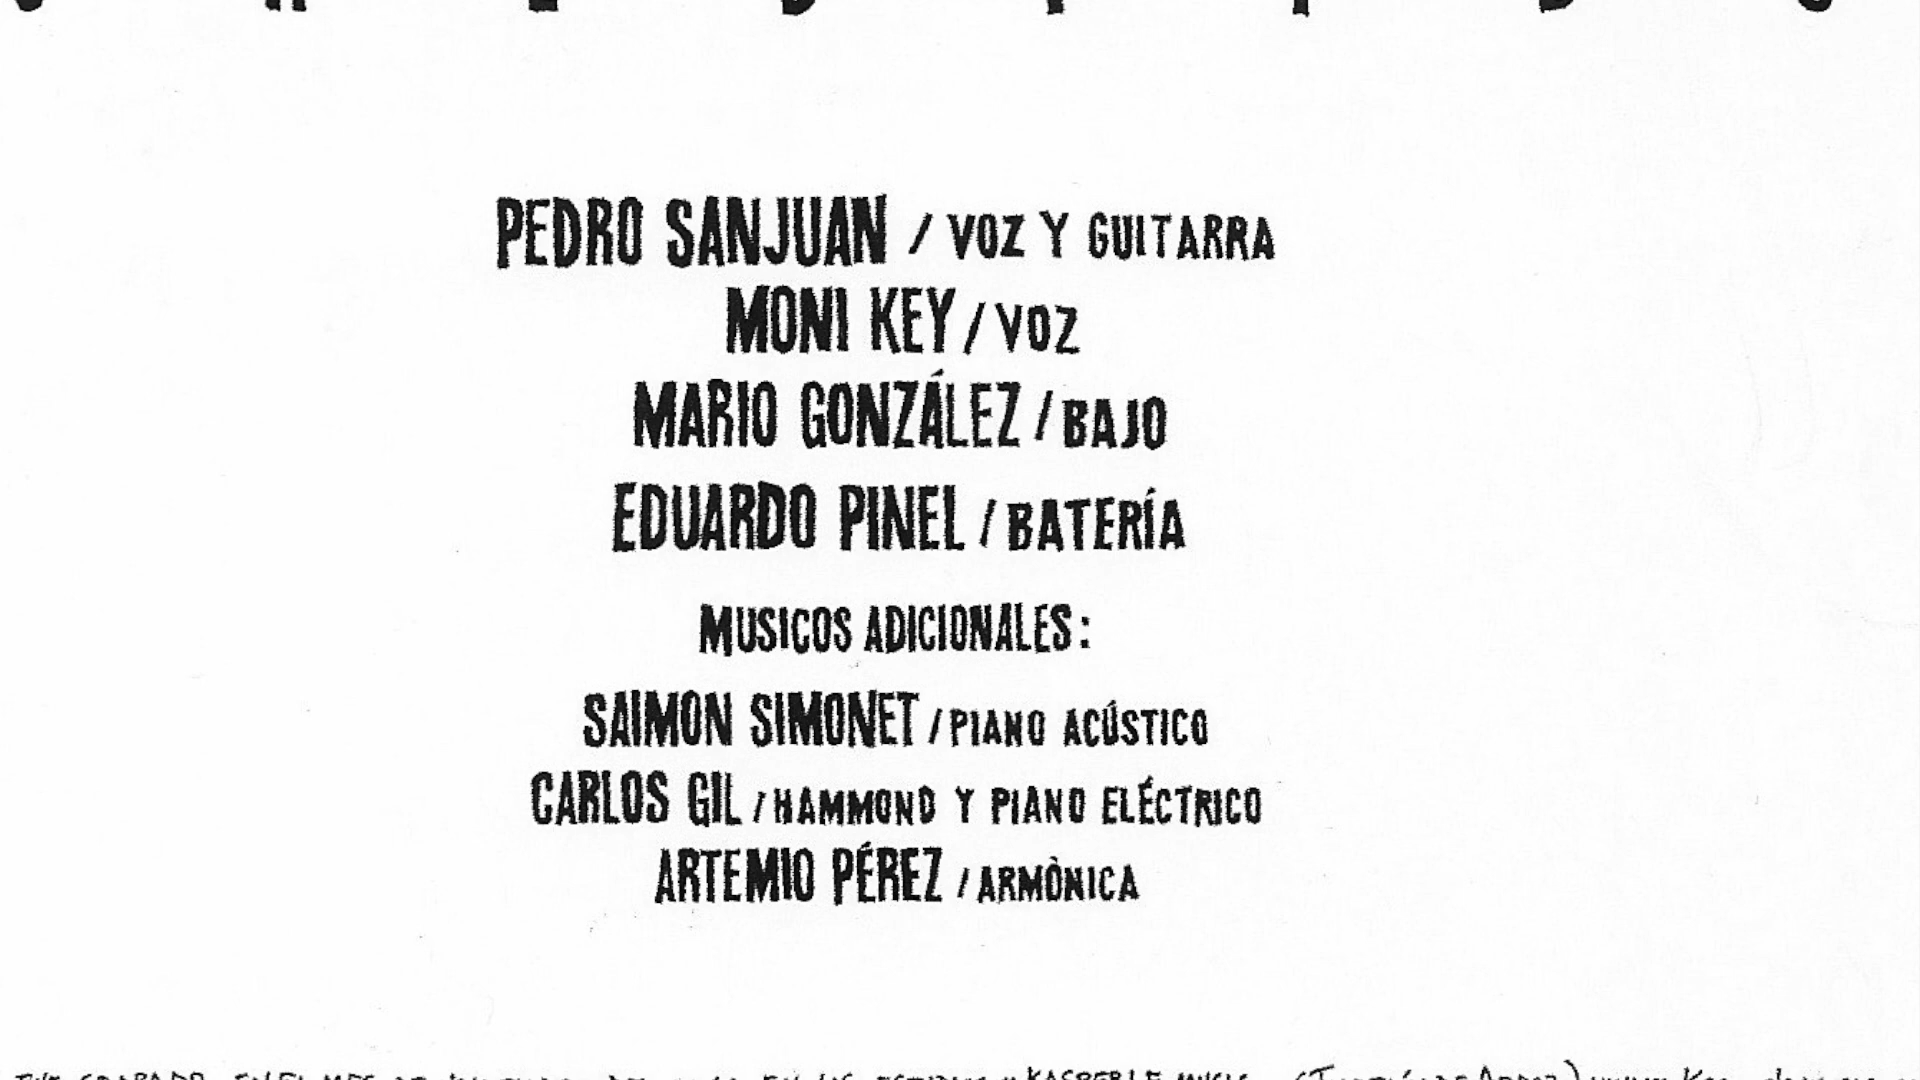 PEDRO SANJUAN / VOZ Y GUITARRA
MONI KEY / VOZ
MARIO GONZÁLEZ / BAJO
EDUARDO PINEL / BATERÍA
MUSICOS ADICIONALES:
SAIMON SIMONET / PIANO ACÚSTICO
CARLOS GIL / HAMMOND Y PIANO ELÉCTRICO
ARTEMIO PÉREZ / ARMÒNICA